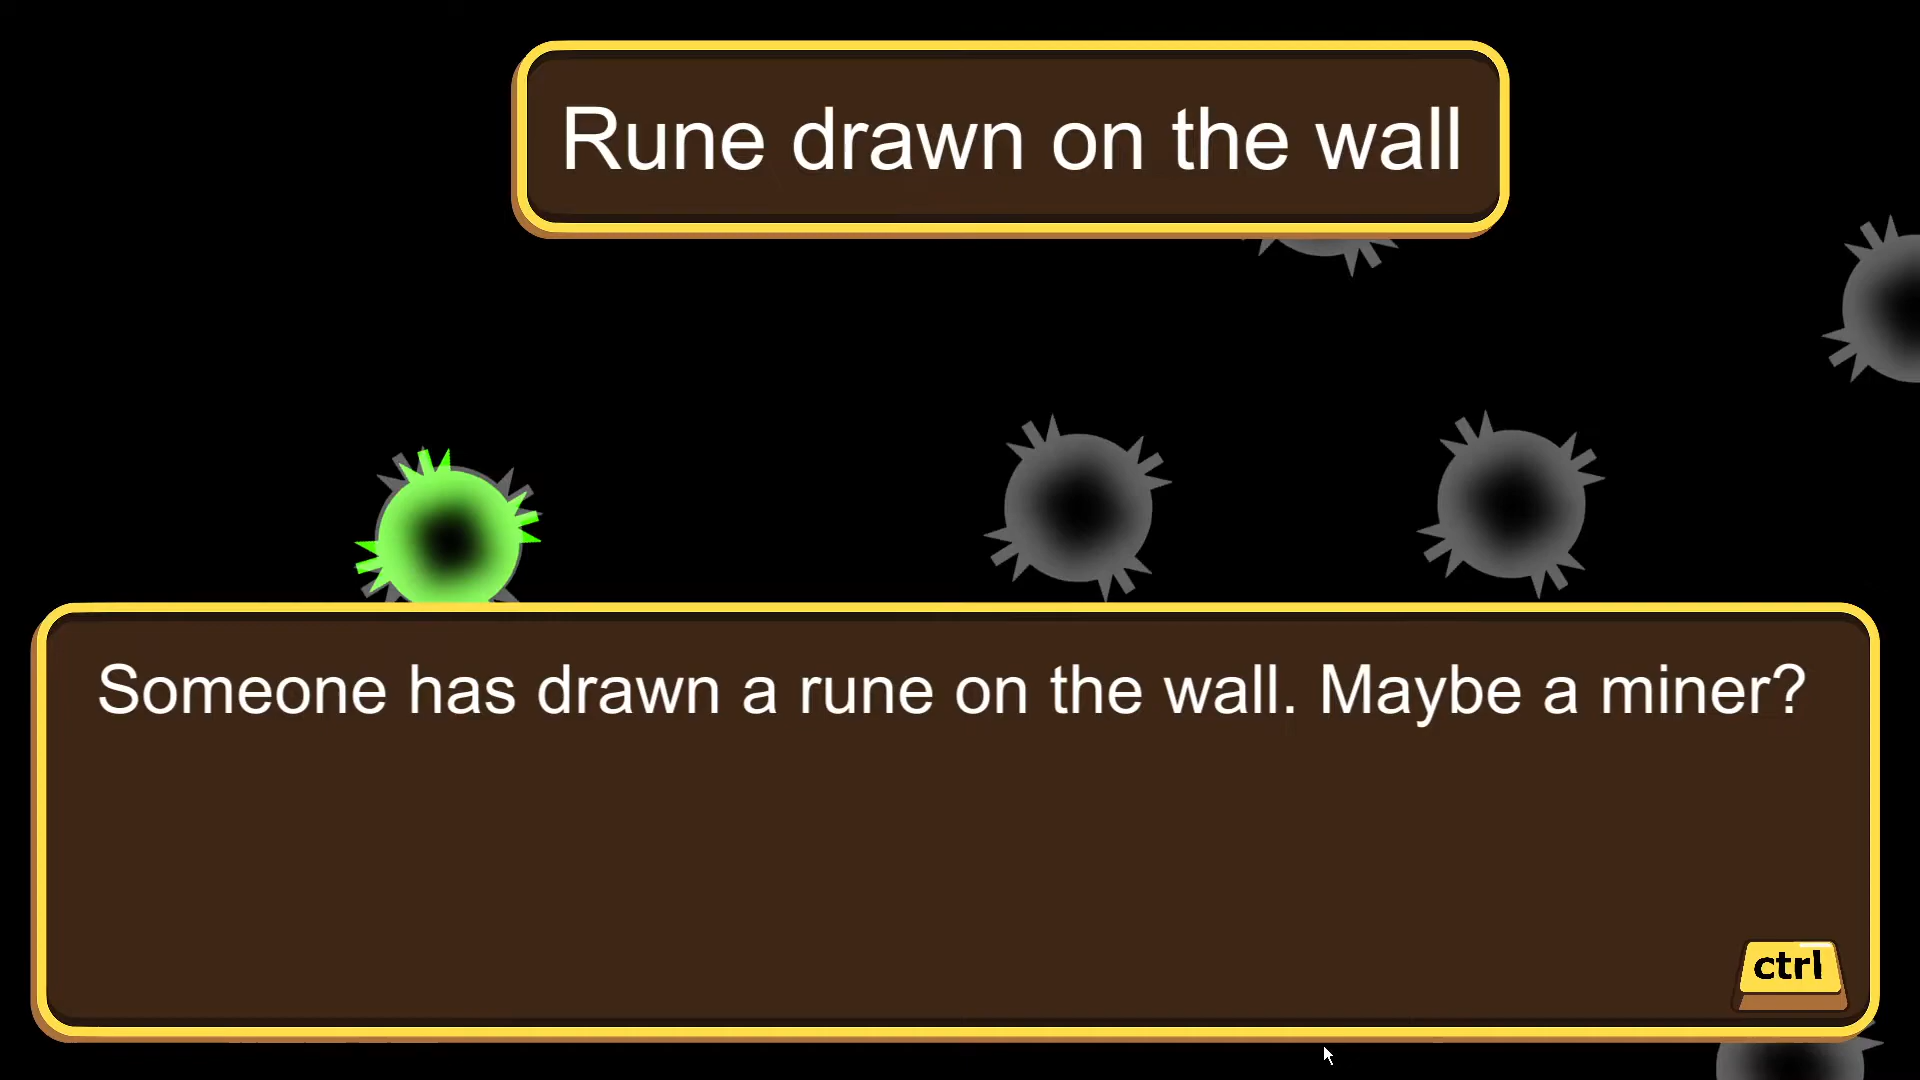 Rune drawn on the wall
Someone has drawn a rune on the wall. Maybe a miner?
ctrl